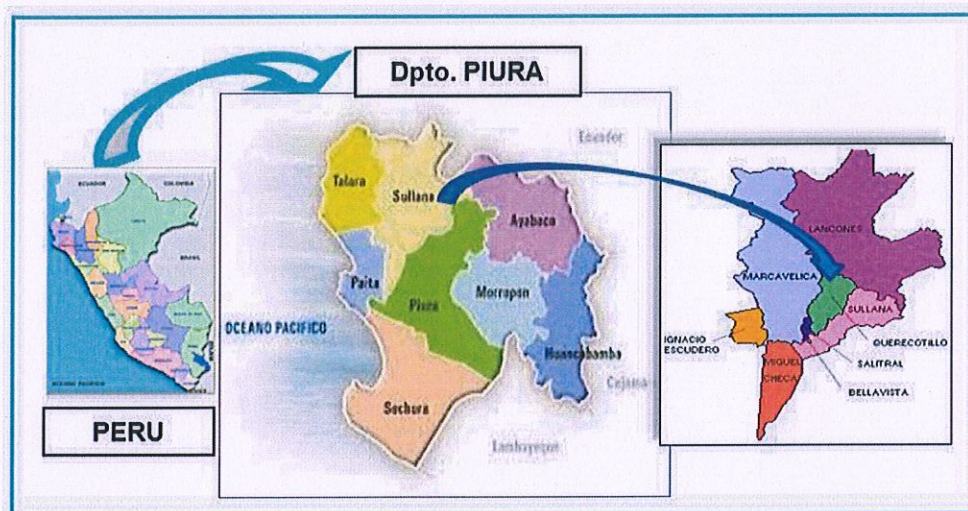 Dpto. PIURA
ECUADOR
COLOMBIA
BRASIL
OCEANO PACIFICO
PERU
Ecuador
Talara
Sullana
Ayabaca
Paita
Piura
Morropon
OCEANO PACIFICO
Huancabamba
Cajama
Sechura
Lambayeque
LANCONES
MARCAVELICA
SULLANA
IGNACIO
ESCUDERO
QUERECOTILLO
SALITRAL
MIGUEL
CHECA
BELLAVISTA